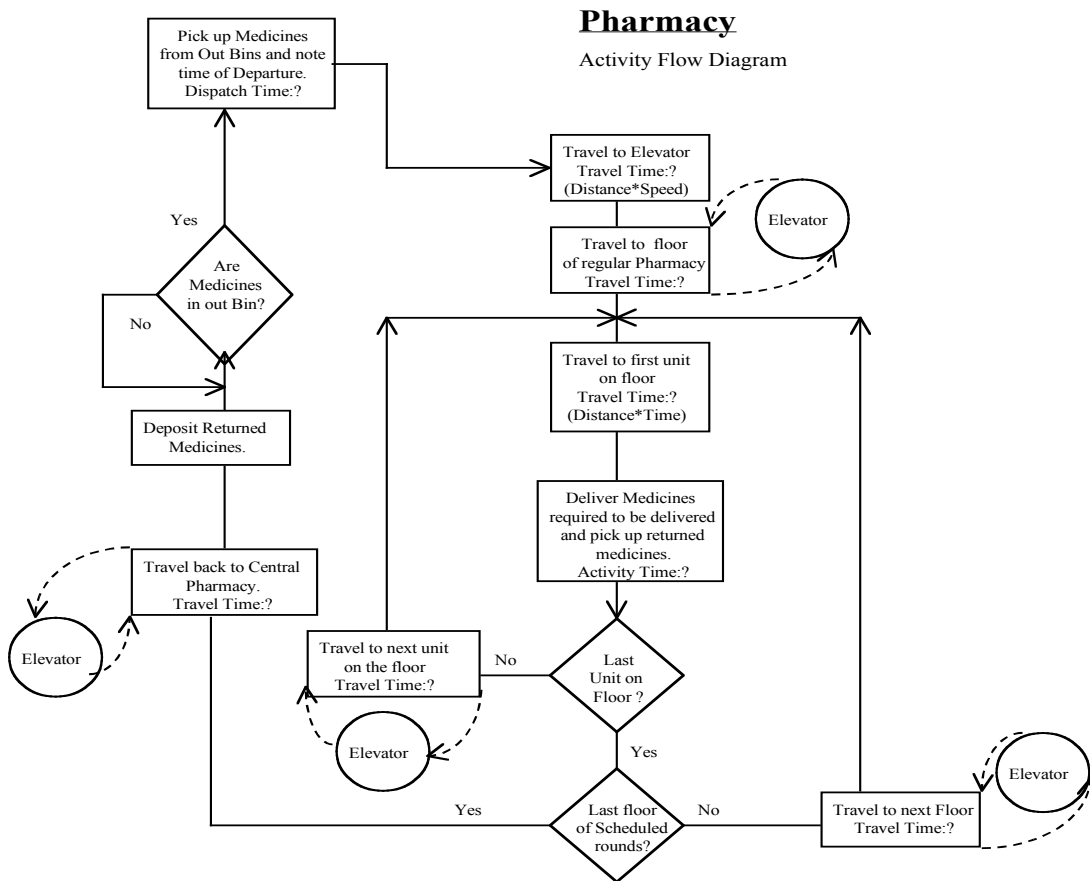 Pharmacy
Activity Flow Diagram
Pick up Medicines
from Out Bins and note
time of Departure.
Dispatch Time:?
Travel to Elevator
Travel Time:?
(Distance*Speed)
Elevator
Travel to floor
of regular Pharmacy
Travel Time:?
Yes
Are
Medicines
in out Bin?
No
Travel to first unit
on floor
Travel Time:?
(Distance*Time)
Deposit Returned
Medicines.
Deliver Medicines
required to be delivered
and pick up returned
medicines.
Activity Time:?
Travel back to Central
Pharmacy.
Travel Time:?
Elevator
Travel to next unit
on the floor
Travel Time:?
No
Last
Unit on
Floor ?
Elevator
Yes
Elevator
Yes
Last floor
of Scheduled
rounds?
No
Travel to next Floor
Travel Time:?